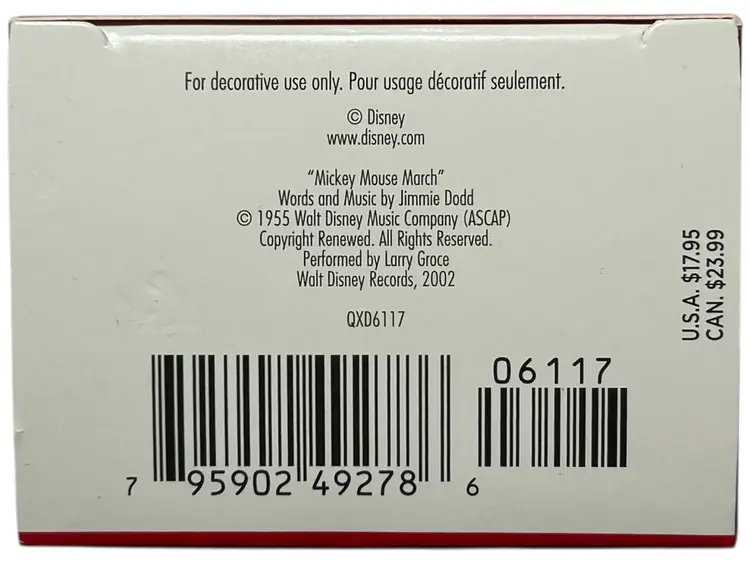 For decorative use only. Pour usage décoratif seulement.
© Disney
www.disney.com
“Mickey Mouse March”
Words and Music by Jimmie Dodd
© 1955 Walt Disney Music Company (ASCAP)
Copyright Renewed. All Rights Reserved.
Performed by Larry Groce
Walt Disney Records, 2002
QXD6117
U.S.A. $17.95
CAN. $23.99
06117
7 95902 49278 6